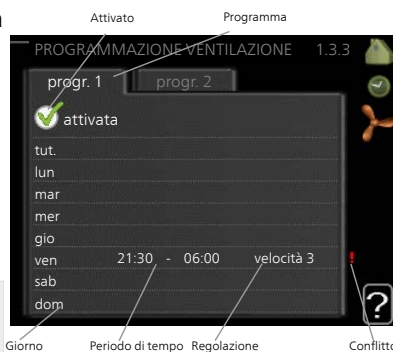 Attivato Programma
PROGRAMMAZIONE VENTILAZIONE 1.3.3
progr. 1 progr. 2
attivata
tut.
lun
mar
mer
gio
ven 21:30 - 06:00 velocità 3 !
sab
dom
?
Giorno Periodo di tempo Regolazione Conflitto